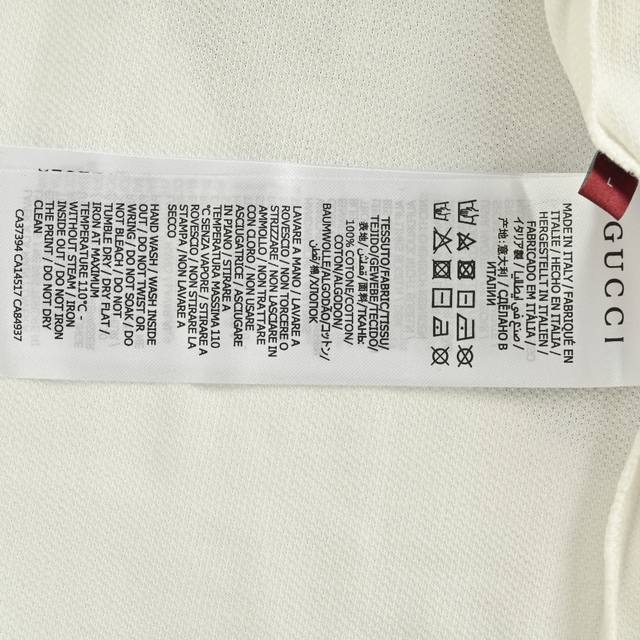 L
GUCCI
MADE IN ITALY / FABRIQUÉ EN
ITALIE / HECHO EN ITALIA /
HERGESTELLT IN ITALIEN /
FABRICADO EM ITÁLIA /
イタリア製 / صنع في إيطاليا /
产地: 意大利 / СДЕЛАНО В
ИТАЛИИ
TESSUTO/FABRIC/TISSU/
TEJIDO/GEWEBE/TECIDO/
表地/قماش/面料/ТКАНЬ:
100% COTONE/COTTON/
COTON/ALGODON/
BAUMWOLLE/ALGODÃO/コットン/
قطن/棉/ХЛОПОК
LAVARE A MANO / LAVARE A
ROVESCIO / NON TORCERE O
STRIZZARE / NON LASCIARE IN
AMMOLLO / NON TRATTARE
CON CLORO / NON USARE
ASCIUGATRICE / ASCIUGARE
IN PIANO / STIRARE A
TEMPERATURA MASSIMA 110
°C SENZA VAPORE / STIRARE A
ROVESCIO / NON STIRARE LA
STAMPA / NON LAVARE A
SECCO
HAND WASH / WASH INSIDE
OUT / DO NOT TWIST OR
WRING / DO NOT SOAK / DO
NOT BLEACH / DO NOT
TUMBLE DRY / DRY FLAT /
IRON AT MAXIMUM
TEMPERATURE 110°C -
WITHOUT STEAM / IRON
INSIDE OUT / DO NOT IRON
THE PRINT / DO NOT DRY
CLEAN
CA37394 CA14517 CA84937